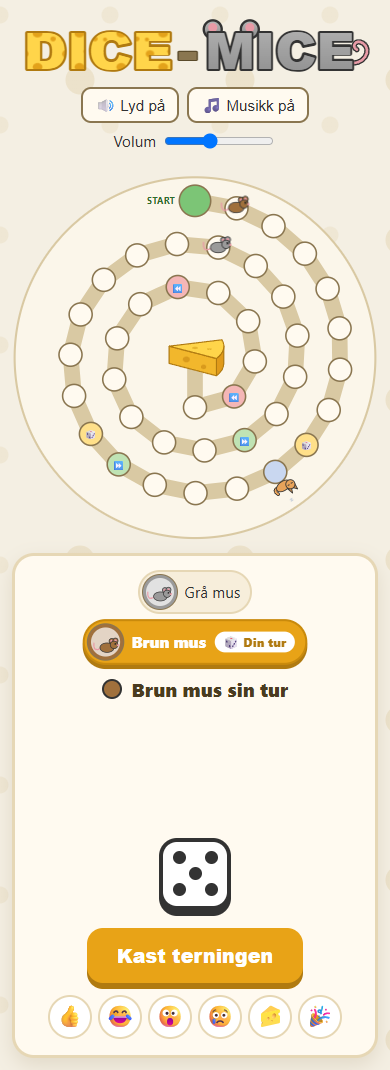 DICE-MICE
Lyd på
Musikk på
Volum
START
Grå mus
Brun mus
Din tur
Brun mus sin tur
Kast terningen